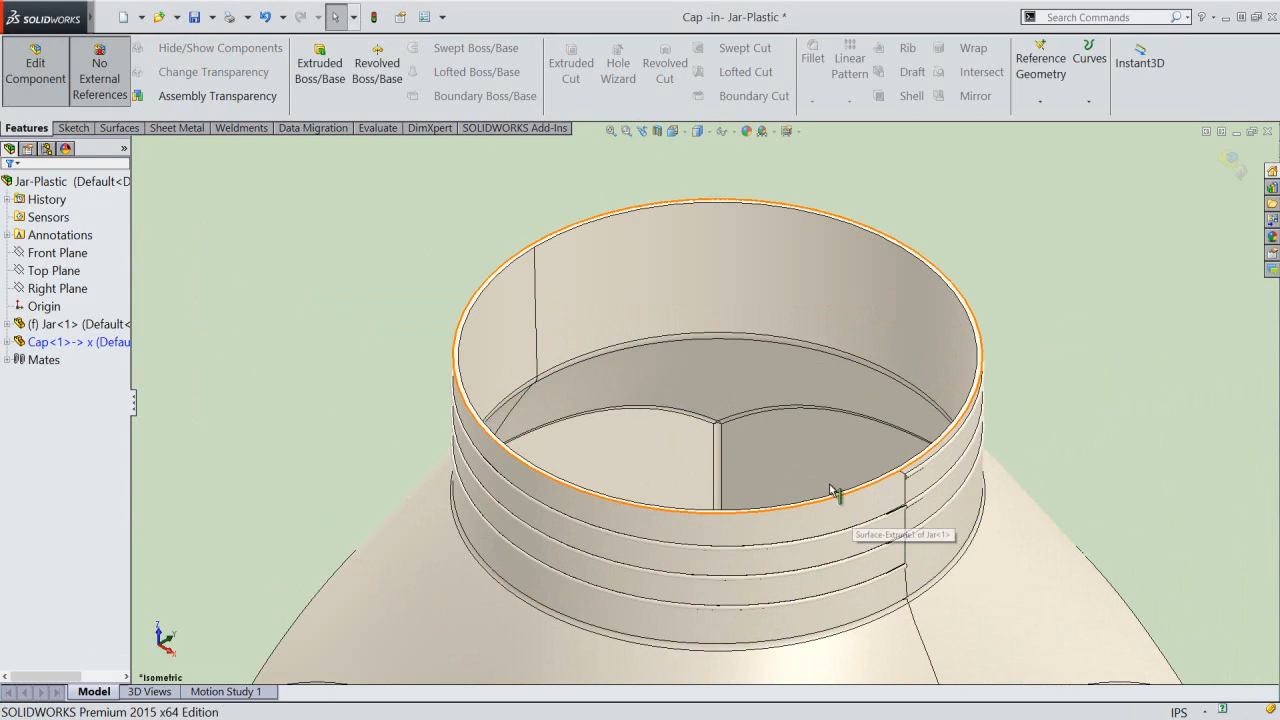 SOLIDWORKS
Cap -in- Jar-Plastic *
Search Commands
Edit Component
No External References
Hide/Show Components
Change Transparency
Assembly Transparency
Extruded Boss/Base
Revolved Boss/Base
Swept Boss/Base
Lofted Boss/Base
Boundary Boss/Base
Extruded Cut
Hole Wizard
Revolved Cut
Swept Cut
Lofted Cut
Boundary Cut
Fillet
Linear Pattern
Rib
Draft
Shell
Wrap
Intersect
Mirror
Reference Geometry
Curves
Instant3D
Features
Sketch
Surfaces
Sheet Metal
Weldments
Data Migration
Evaluate
DimXpert
SOLIDWORKS Add-Ins
Jar-Plastic (Default<D
History
Sensors
Annotations
Front Plane
Top Plane
Right Plane
Origin
(f) Jar<1> (Default<
Cap<1>-> x (Defau
Mates
Surface-Extrude1 of Jar<1>
Z
Y
X
*Isometric
Model
3D Views
Motion Study 1
SOLIDWORKS Premium 2015 x64 Edition
IPS